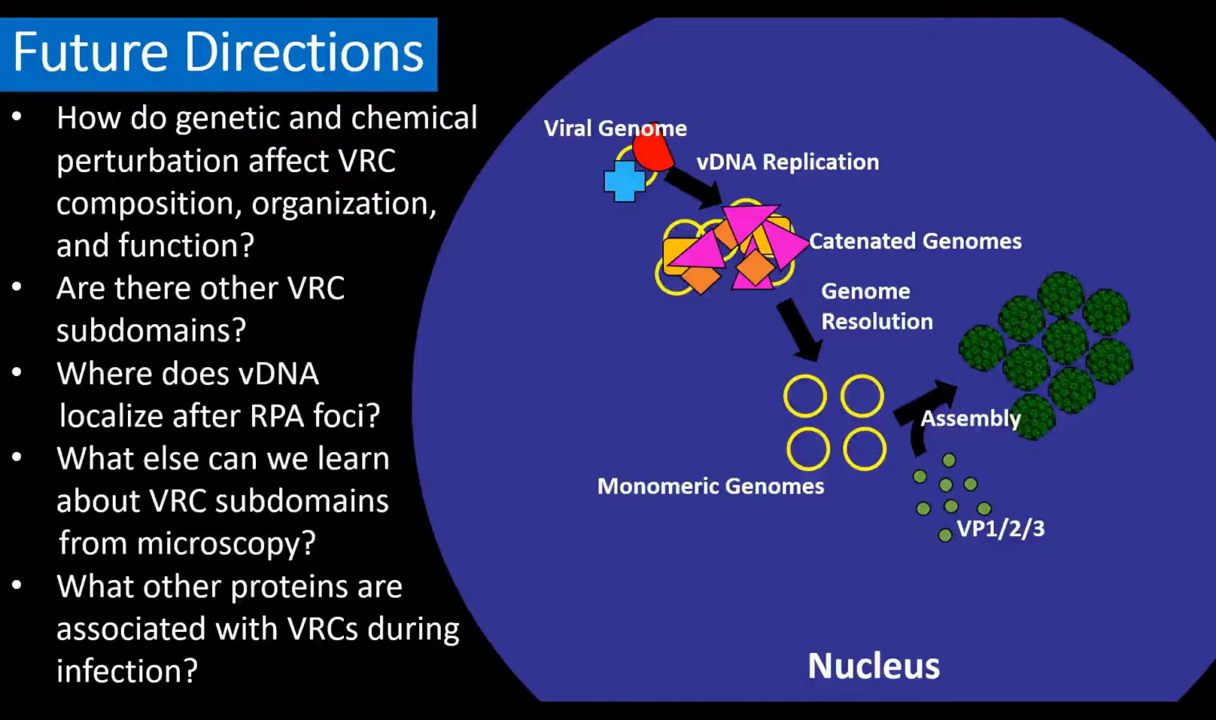 Future Directions
• How do genetic and chemical
perturbation affect VRC
composition, organization,
and function?
• Are there other VRC
subdomains?
• Where does vDNA
localize after RPA foci?
• What else can we learn
about VRC subdomains
from microscopy?
• What other proteins are
associated with VRCs during
infection?
Viral Genome
vDNA Replication
Catenated Genomes
Genome
Resolution
Assembly
Monomeric Genomes
VP1/2/3
Nucleus